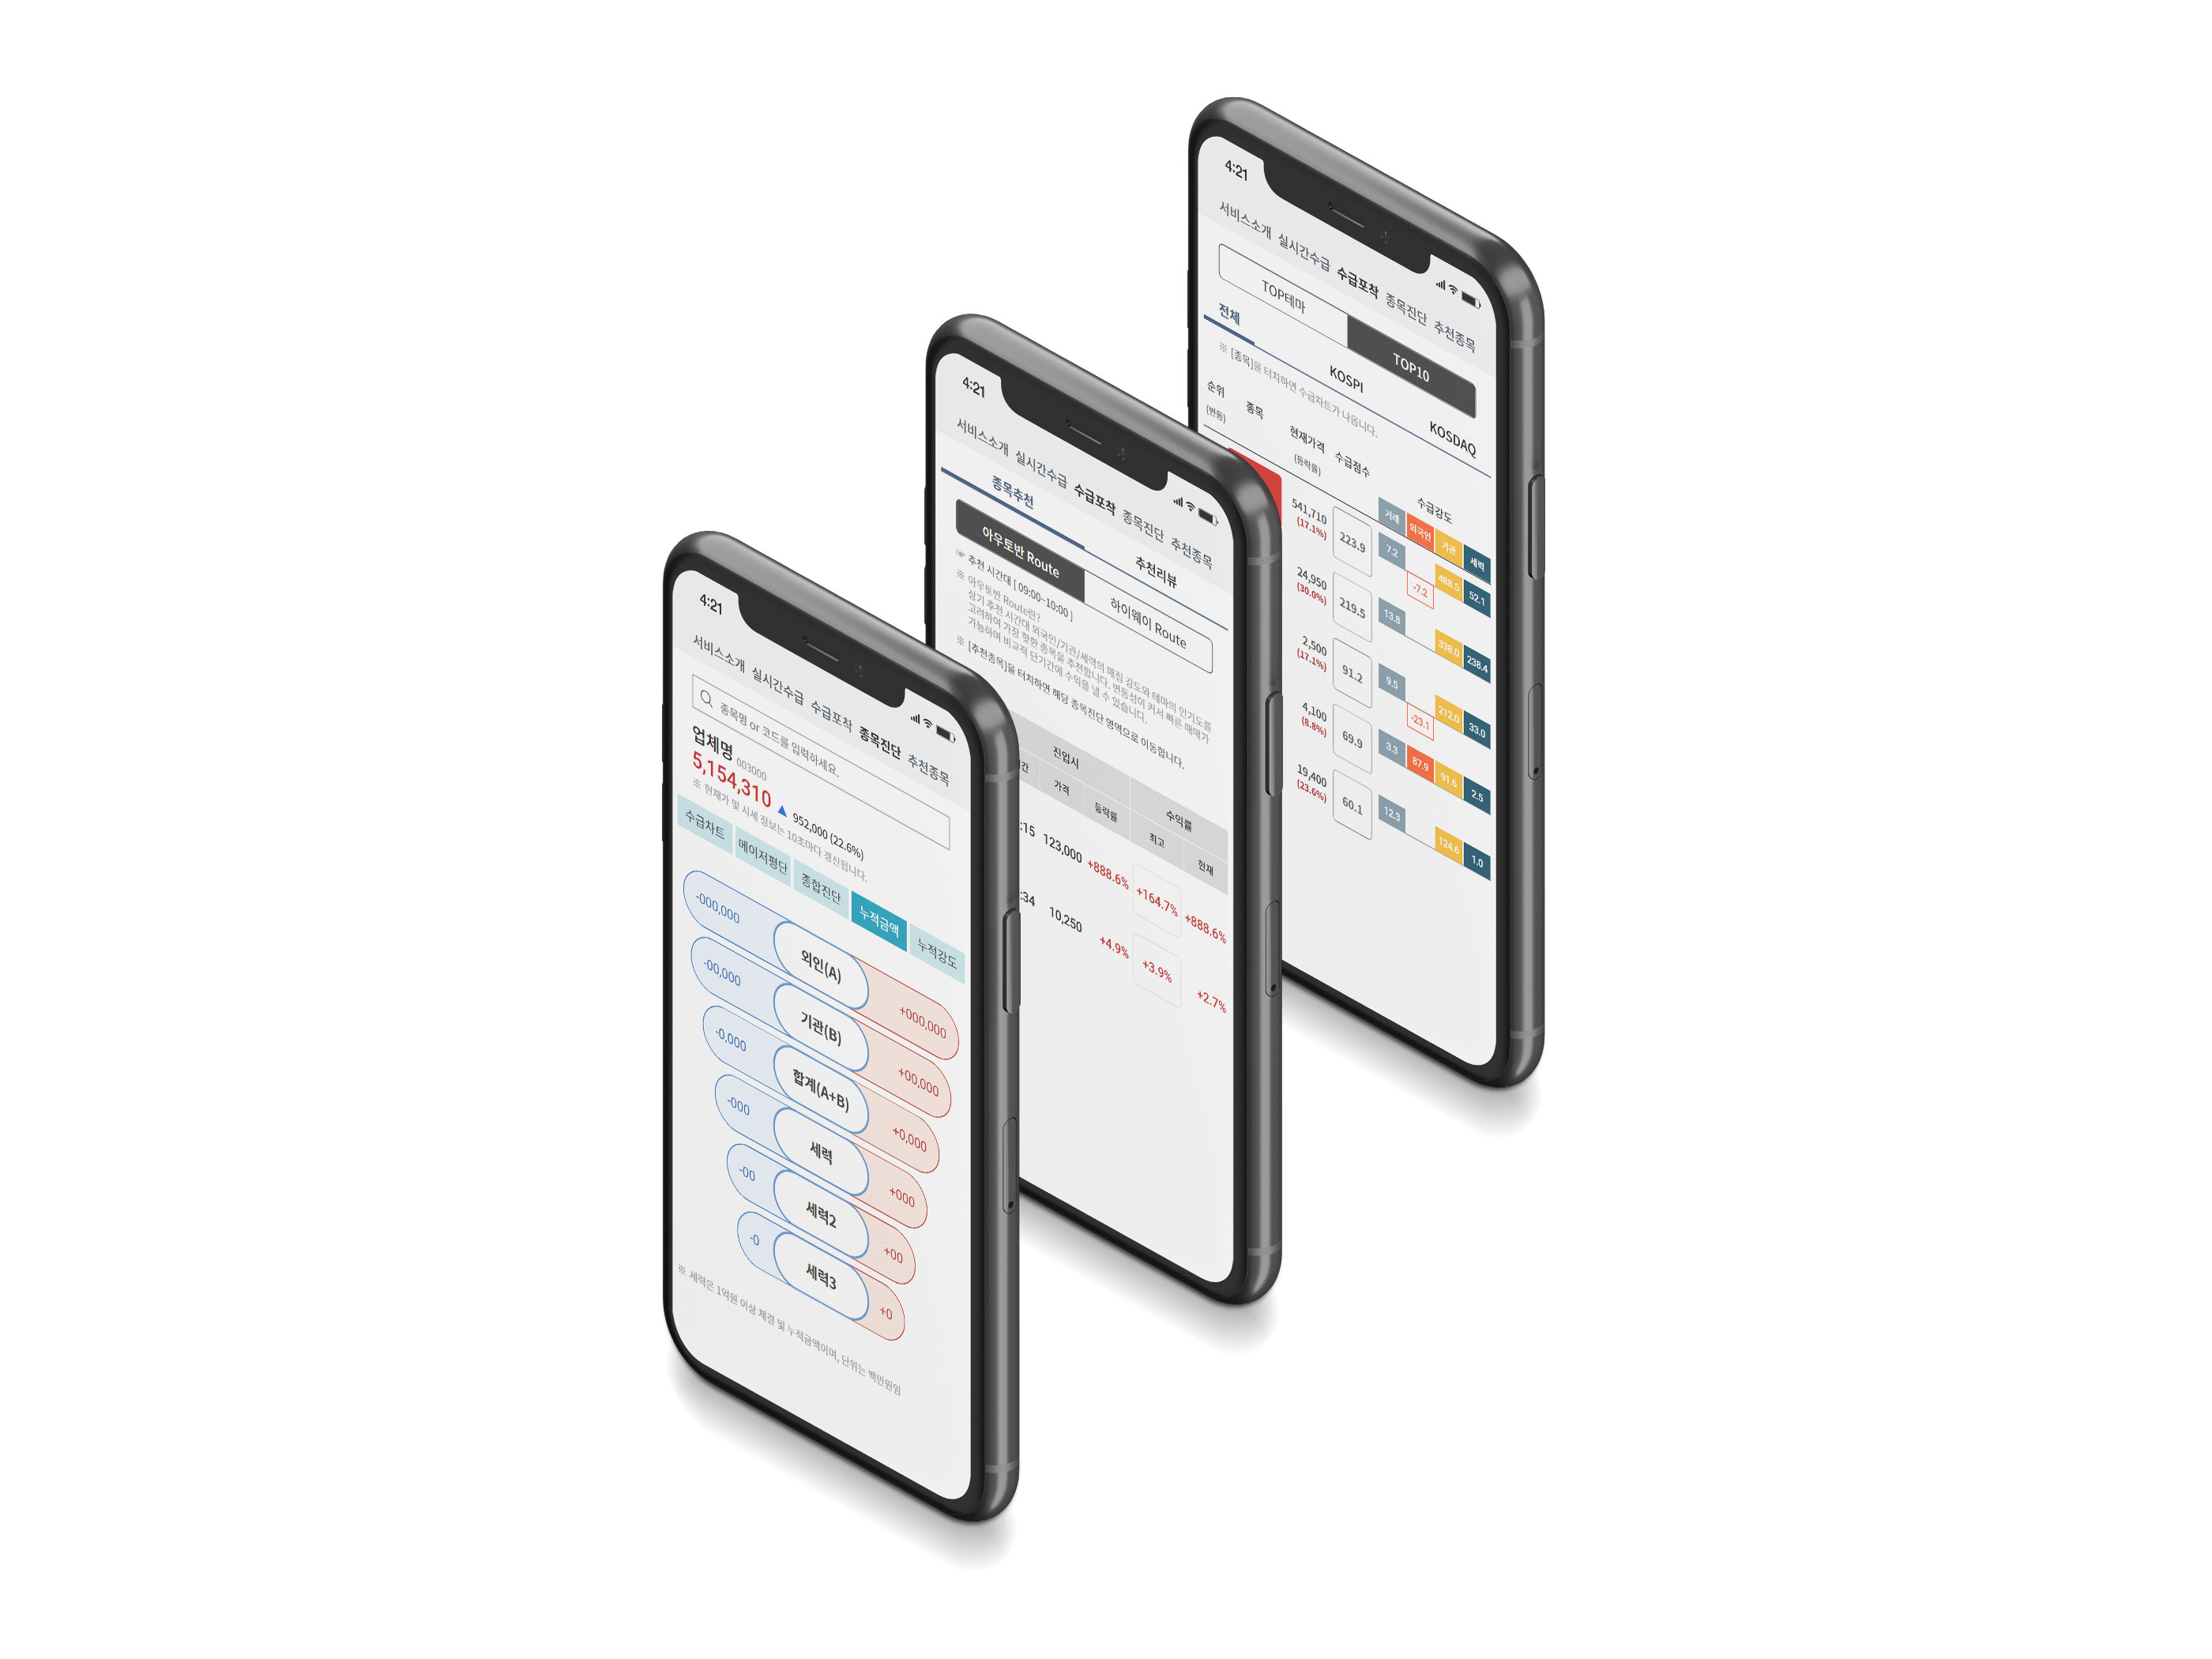 4:21
서비스소개 실시간수급 수급포착 종목진단 추천종목
종목명 or 코드를 입력하세요.
업체명 003000
5,154,310 ▲ 952,000 (22.6%)
※ 현재가 및 시세 정보는 10초마다 갱신됩니다.
수급차트 메이저평단 종합진단 누적금액 누적강도
-000,000 외인(A) +000,000
-00,000 기관(B) +00,000
-0,000 합계(A+B) +0,000
-000 세력 +000
-00 세력2 +00
-0 세력3 +0
※ 세력은 1억원 이상 체결 및 누적금액이며, 단위는 백만원임
4:21
서비스소개 실시간수급 수급포착 종목진단 추천종목
종목추천 추천리뷰
아우토반 Route 하이웨이 Route
☞ 추천 시간대 [ 09:00~10:00 ]
※ 아우토반 Route란?
상기 추천 시간대 외국인/기관/세력의 매집 강도와 테마의 인기도를
고려하여 가장 핫한 종목을 추천합니다. 변동성이 커서 빠른 매매가
가능하며 비교적 단기간에 수익을 낼 수 있습니다.
※ [추천종목]을 터치하면 해당 종목진단 영역으로 이동합니다.
진입시 수익률
간 가격 등락률 최고 현재
:15 123,000 +888.6% +164.7% +888.6%
:34 10,250 +4.9% +3.9% +2.7%
4:21
서비스소개 실시간수급 수급포착 종목진단 추천종목
TOP테마 TOP10
전체 KOSPI KOSDAQ
※ [종목]을 터치하면 수급차트가 나옵니다.
순위 종목 현재가격 수급점수 수급강도
(변동) (등락률) 거래 외국인 기관 세력
541,710 223.9 7.2 -7.2 488.5 52.1
(17.1%)
24,950 219.5 13.8 338.0 238.4
(30.0%)
2,500 91.2 9.5 -23.1 212.0 33.0
(17.1%)
4,100 69.9 3.3 87.9 91.6 2.5
(8.8%)
19,400 60.1 12.3 124.6 1.0
(23.6%)